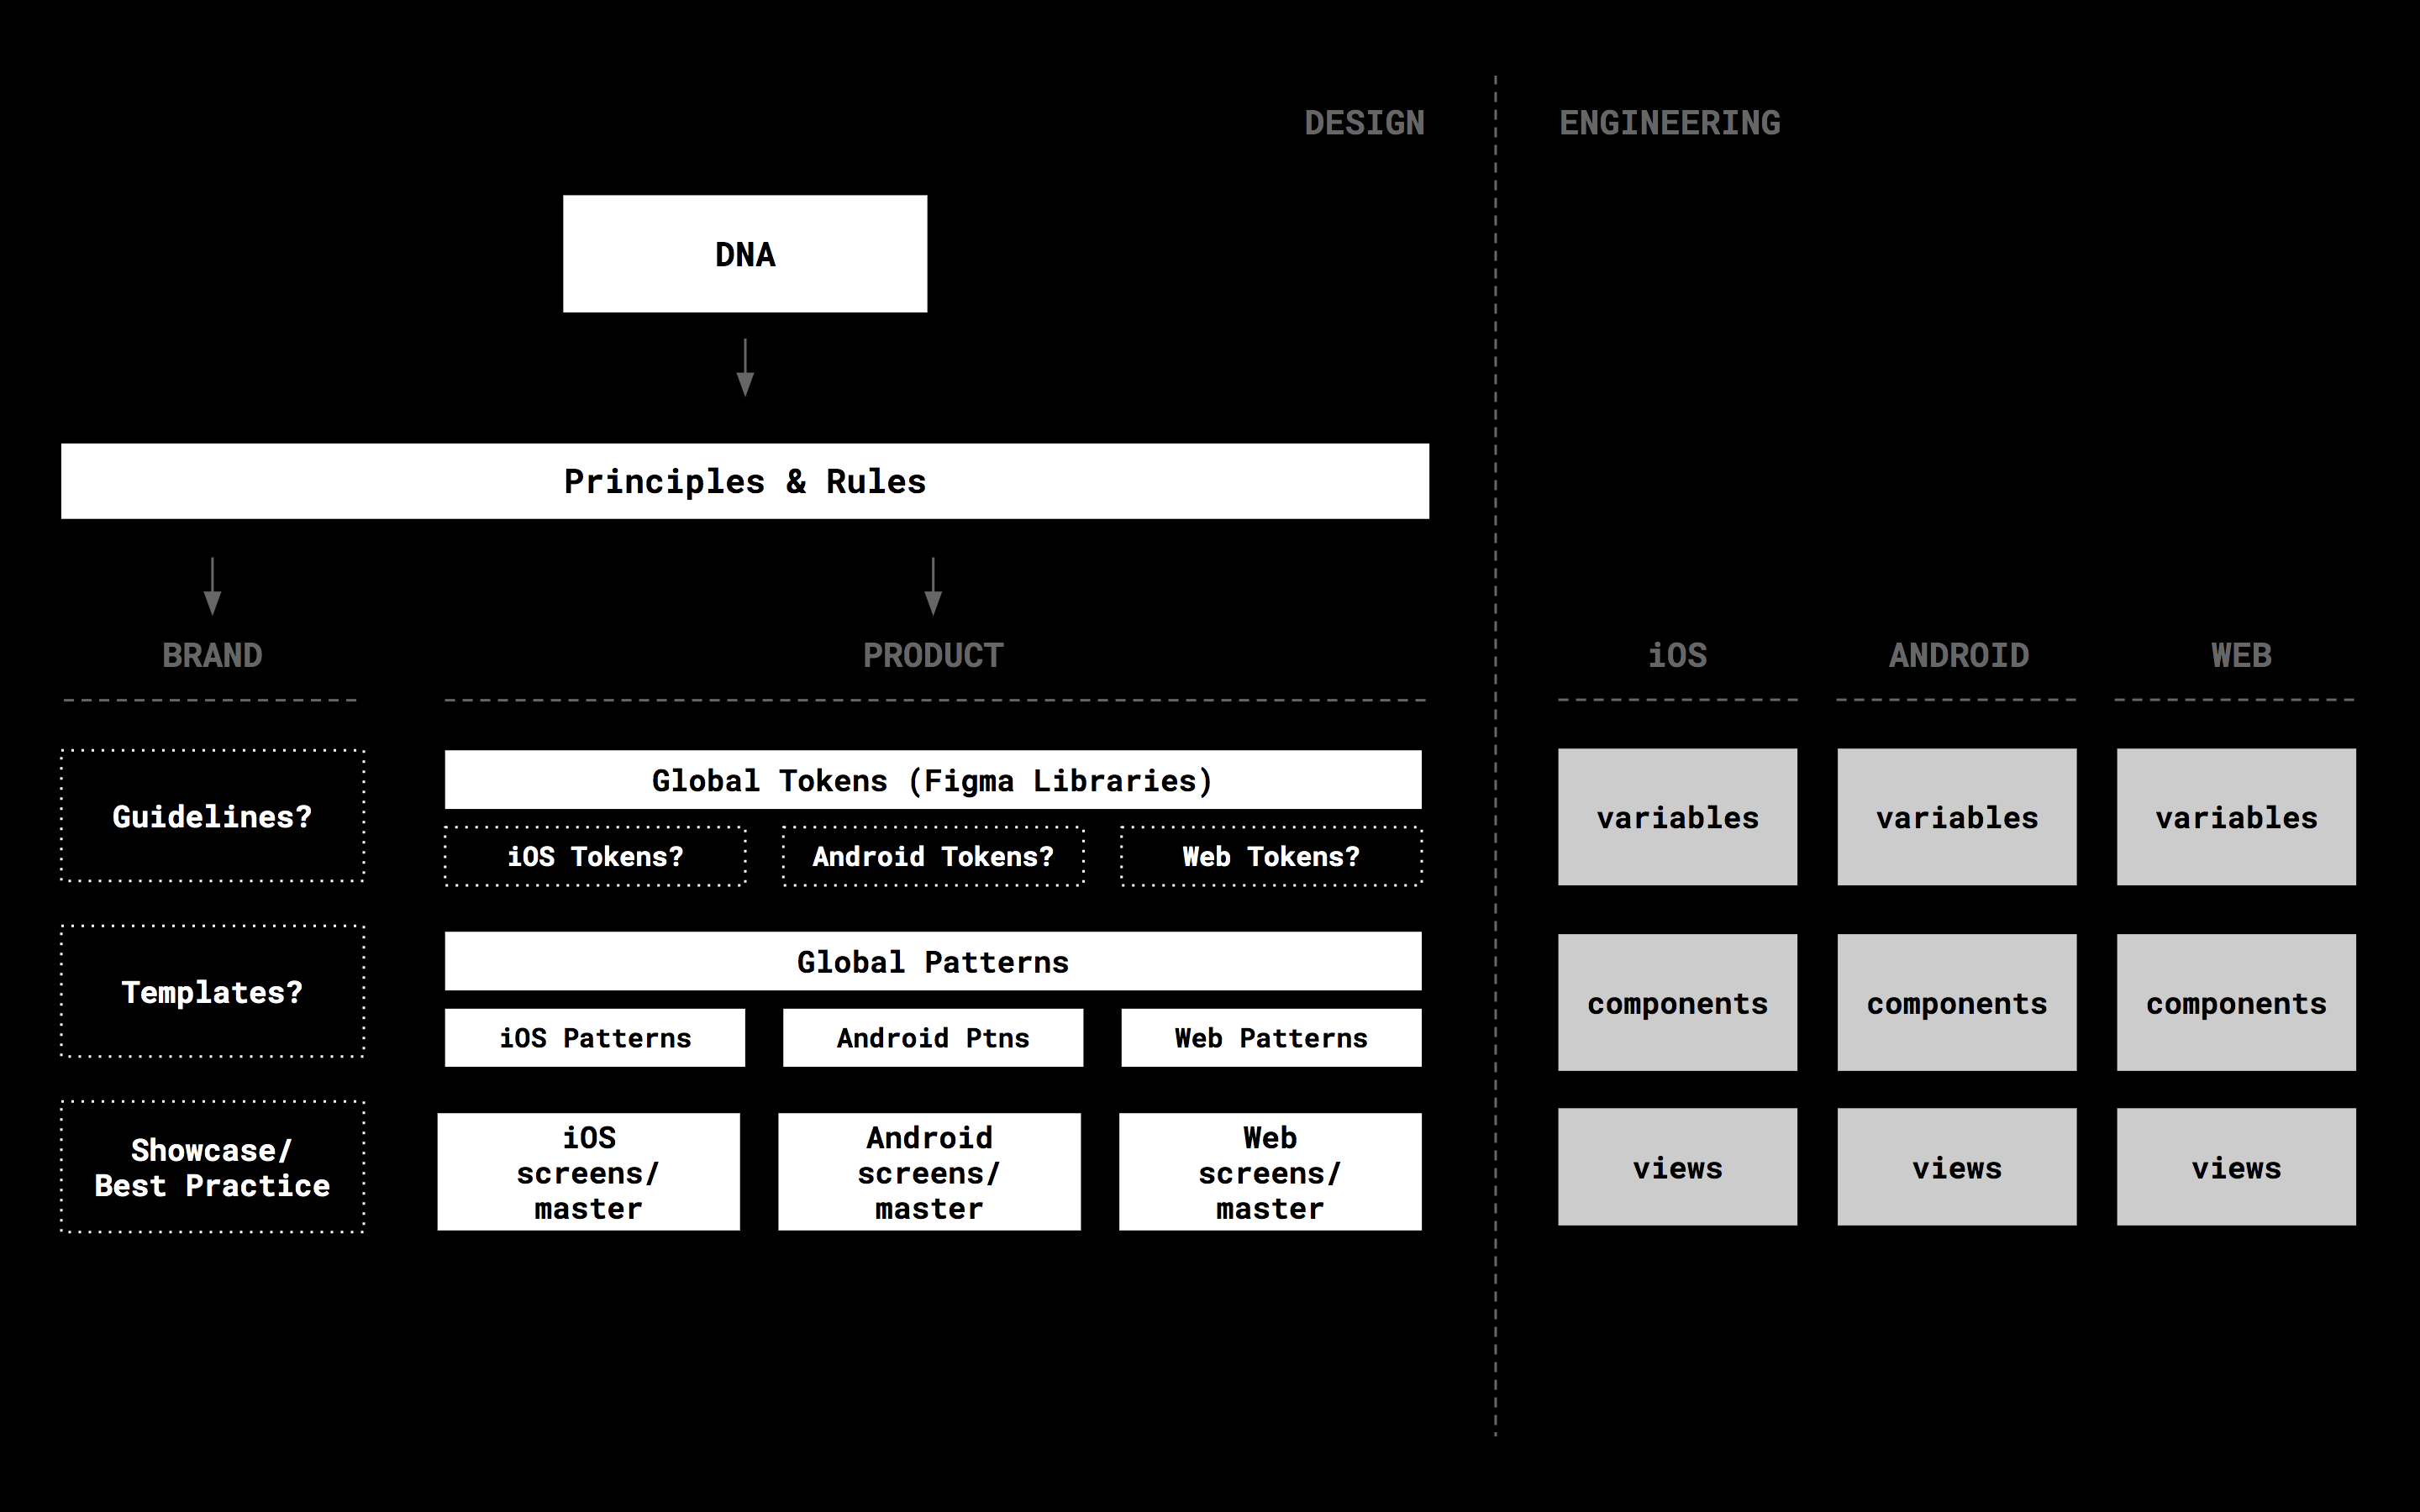 DESIGN
ENGINEERING
DNA
Principles & Rules
BRAND
PRODUCT
iOS
ANDROID
WEB
Guidelines?
Global Tokens (Figma Libraries)
iOS Tokens?
Android Tokens?
Web Tokens?
variables
variables
variables
Templates?
Global Patterns
iOS Patterns
Android Ptns
Web Patterns
components
components
components
Showcase/
Best Practice
iOS
screens/
master
Android
screens/
master
Web
screens/
master
views
views
views